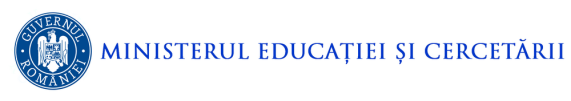 GUVERNUL ROMÂNIEI
MINISTERUL EDUCAȚIEI ȘI CERCETĂRII